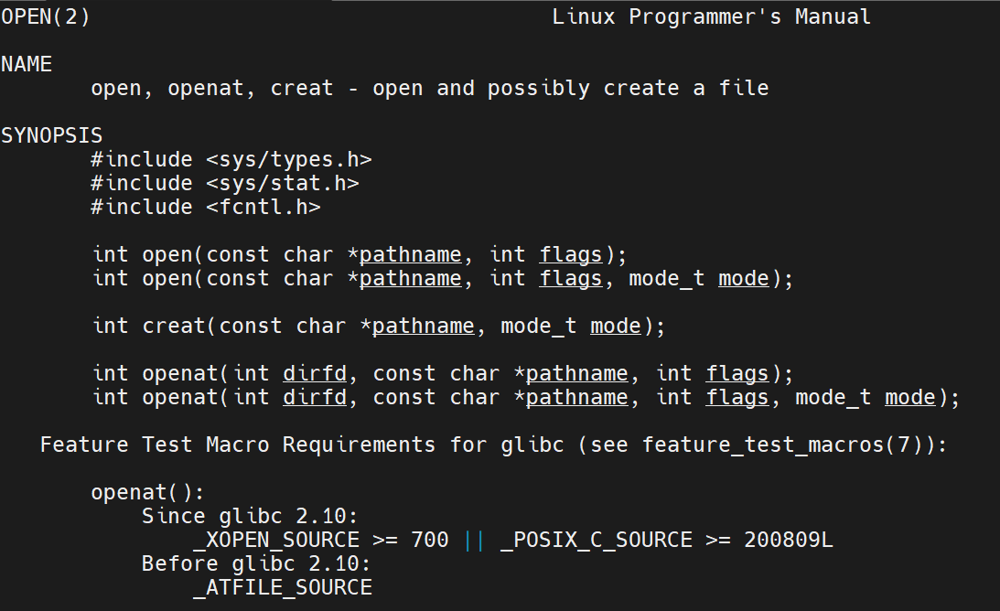 OPEN(2) Linux Programmer's Manual
NAME
open, openat, creat - open and possibly create a file
SYNOPSIS
#include <sys/types.h>
#include <sys/stat.h>
#include <fcntl.h>
int open(const char *pathname, int flags);
int open(const char *pathname, int flags, mode_t mode);
int creat(const char *pathname, mode_t mode);
int openat(int dirfd, const char *pathname, int flags);
int openat(int dirfd, const char *pathname, int flags, mode_t mode);
Feature Test Macro Requirements for glibc (see feature_test_macros(7)):
openat():
Since glibc 2.10:
_XOPEN_SOURCE >= 700 || _POSIX_C_SOURCE >= 200809L
Before glibc 2.10:
_ATFILE_SOURCE